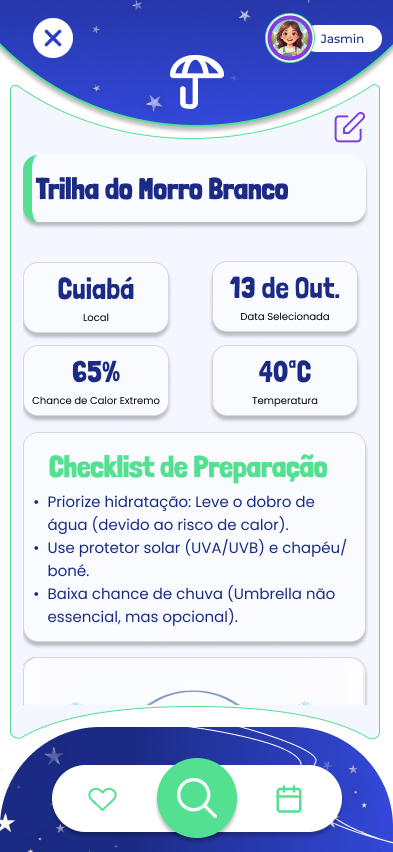 Jasmin
Trilha do Morro Branco
Cuiabá
Local
13 de Out.
Data Selecionada
65%
Chance de Calor Extremo
40ºC
Temperatura
Checklist de Preparação
• Priorize hidratação: Leve o dobro de
água (devido ao risco de calor).
• Use protetor solar (UVA/UVB) e chapéu/
boné.
• Baixa chance de chuva (Umbrella não
essencial, mas opcional).